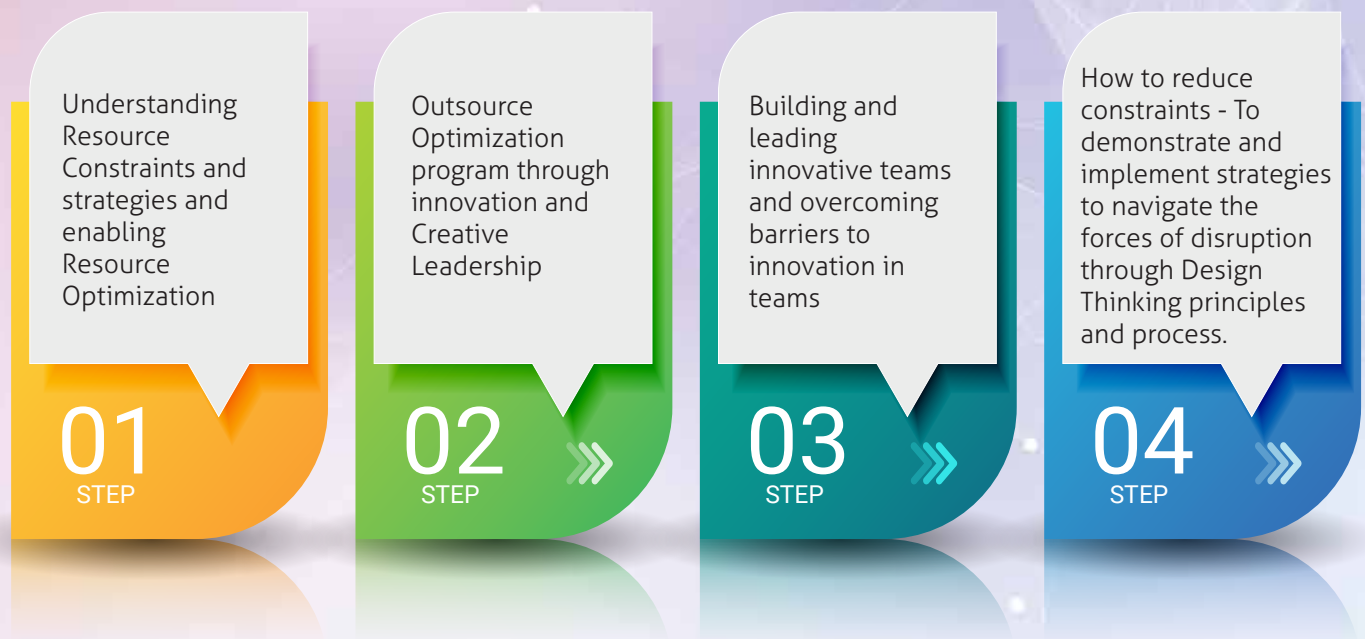 Understanding
Resource
Constraints and
strategies and
enabling
Resource
Optimization
01
STEP
Outsource
Optimization
program through
innovation and
Creative
Leadership
02
STEP
Building and
leading
innovative teams
and overcoming
barriers to
innovation in
teams
03
STEP
How to reduce
constraints - To
demonstrate and
implement strategies
to navigate the
forces of disruption
through Design
Thinking principles
and process.
04
STEP